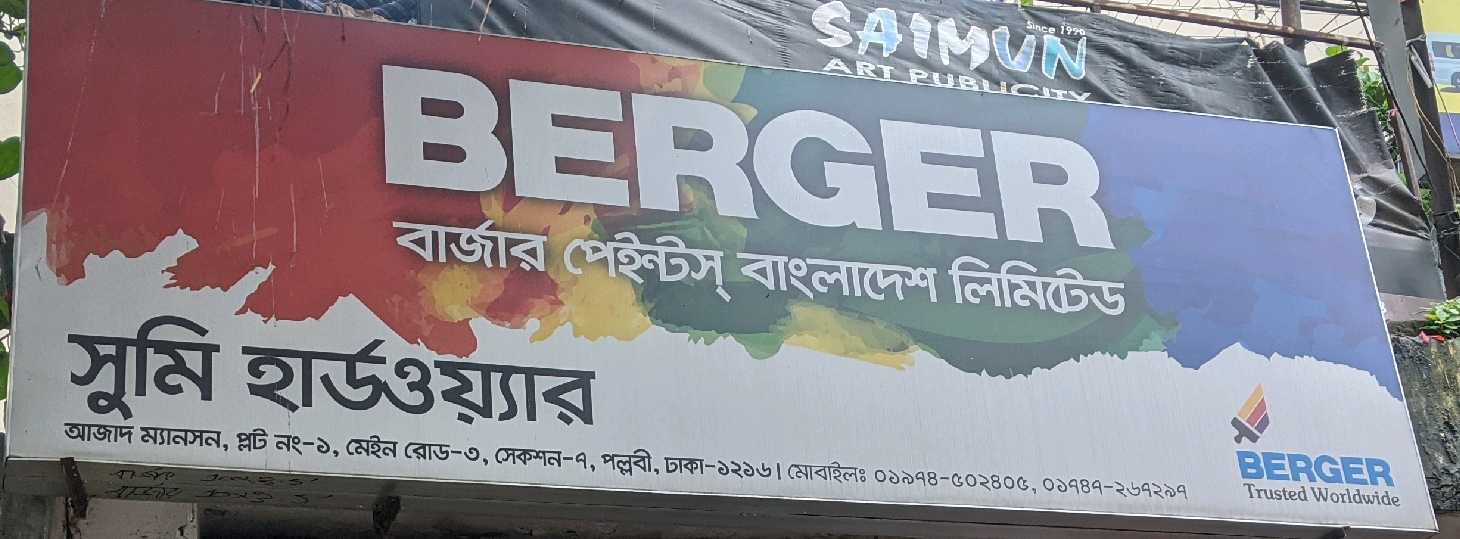 SAIMUN
Since 1990
ART PUBLICITY
BERGER
বার্জার পেইন্টস্ বাংলাদেশ লিমিটেড
সুমি হার্ডওয়্যার
আজাদ ম্যানসন, প্লট নং-১, মেইন রোড-৩, সেকশন-৭, পল্লবী, ঢাকা-১২১৬। মোবাইলঃ ০১৯৭৪-৫০২৪০৫, ০১৭৪৭-২৬৭২৯৭
BERGER
Trusted Worldwide